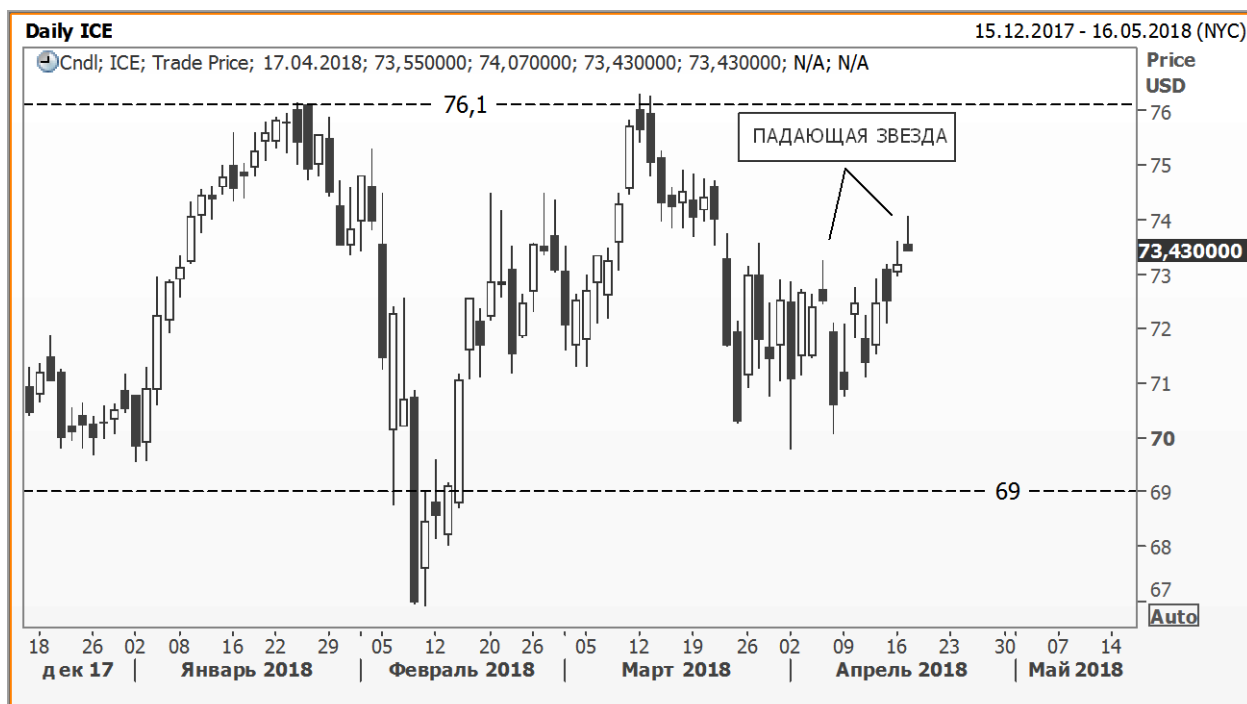 Daily ICE
15.12.2017 - 16.05.2018 (NYC)
Cndl; ICE; Trade Price; 17.04.2018; 73,550000; 74,070000; 73,430000; 73,430000; N/A; N/A
Price
USD
76,1
76
ПАДАЮЩАЯ ЗВЕЗДА
75
74
73,430000
73
72
71
70
69
69
68
67
Auto
18 26 02 08 16 22 29 05 12 20 26 05 12 19 26 02 09 16 23 30 07 14
дек 17 Январь 2018 Февраль 2018 Март 2018 Апрель 2018 Май 2018